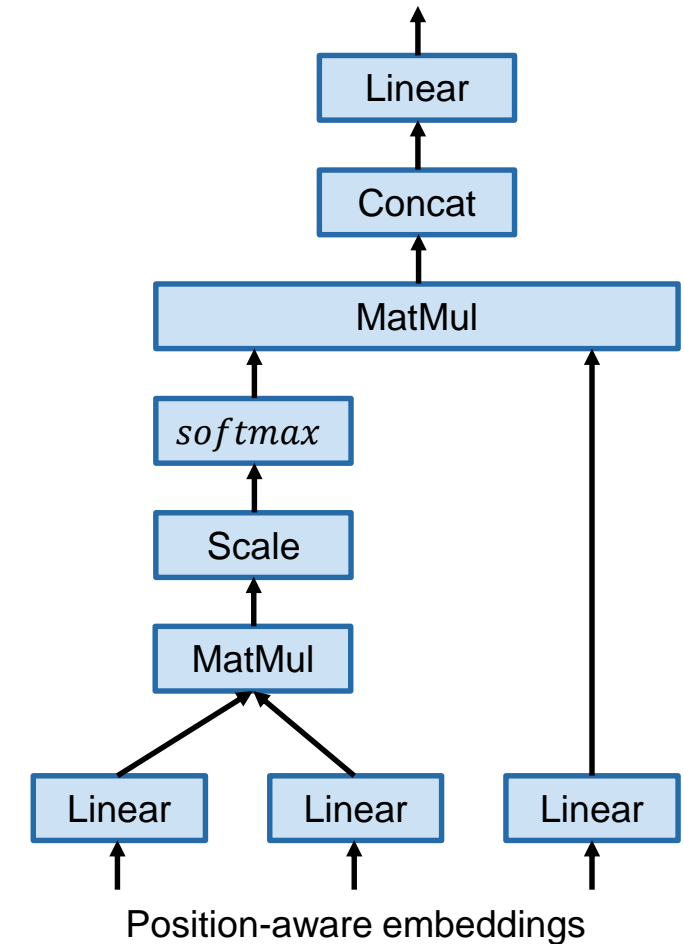 Linear
Concat
MatMul
softmax
Scale
MatMul
Linear Linear Linear
Position-aware embeddings